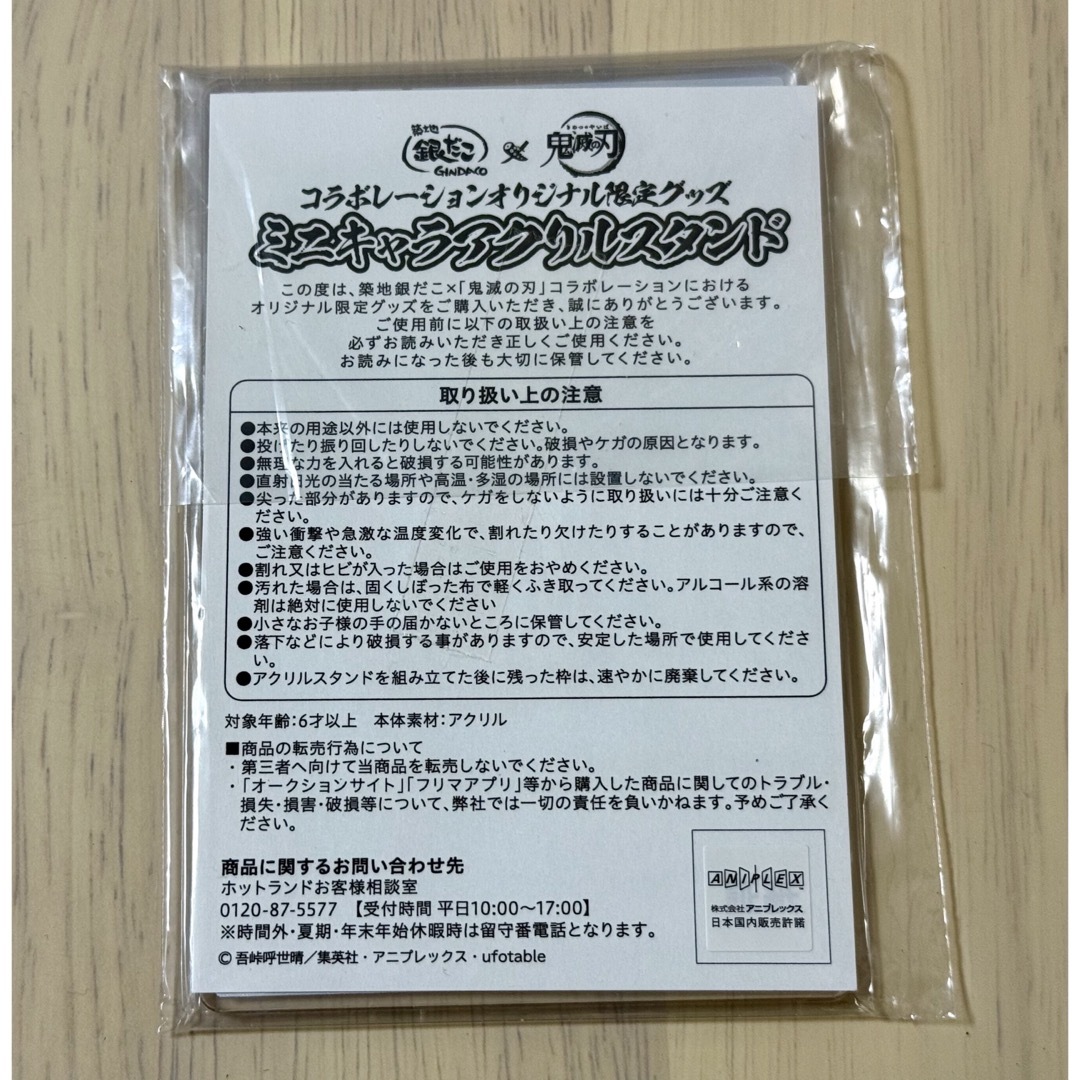 築地
銀だこ
GINDACO
×
きめつのやいば
鬼滅の刃
コラボレーションオリジナル限定グッズ
ミニキャラアクリルスタンド
この度は、築地銀だこ×「鬼滅の刃」コラボレーションにおける
オリジナル限定グッズをご購入いただき、誠にありがとうございます。
ご使用前に以下の取扱い上の注意を
必ずお読みいただき正しくご使用ください。
お読みになった後も大切に保管してください。
取り扱い上の注意
●本来の用途以外には使用しないでください。
●投げたり振り回したりしないでください。破損やケガの原因となります。
●無理な力を入れると破損する可能性があります。
●直射日光の当たる場所や高温・多湿の場所には設置しないでください。
●尖った部分がありますので、ケガをしないように取り扱いには十分ご注意く
ださい。
●強い衝撃や急激な温度変化で、割れたり欠けたりすることがありますので、
ご注意ください。
●割れ又はヒビが入った場合はご使用をおやめください。
●汚れた場合は、固くしぼった布で軽くふき取ってください。アルコール系の溶
剤は絶対に使用しないでください
●小さなお子様の手の届かないところに保管してください。
●落下などにより破損する事がありますので、安定した場所で使用してくださ
い。
●アクリルスタンドを組み立てた後に残った枠は、速やかに廃棄してください。
対象年齢:6才以上 本体素材:アクリル
■商品の転売行為について
・第三者へ向けて当商品を転売しないでください。
・「オークションサイト」「フリマアプリ」等から購入した商品に関してのトラブル・
損失・損害・破損等について、弊社では一切の責任を負いかねます。予めご了承く
ださい。
商品に関するお問い合わせ先
ホットランドお客様相談室
0120-87-5577 【受付時間 平日10:00〜17:00】
※時間外・夏期・年末年始休暇時は留守番電話となります。
©吾峠呼世晴／集英社・アニプレックス・ufotable
ANIPLEX
株式会社アニプレックス
日本国内販売許諾